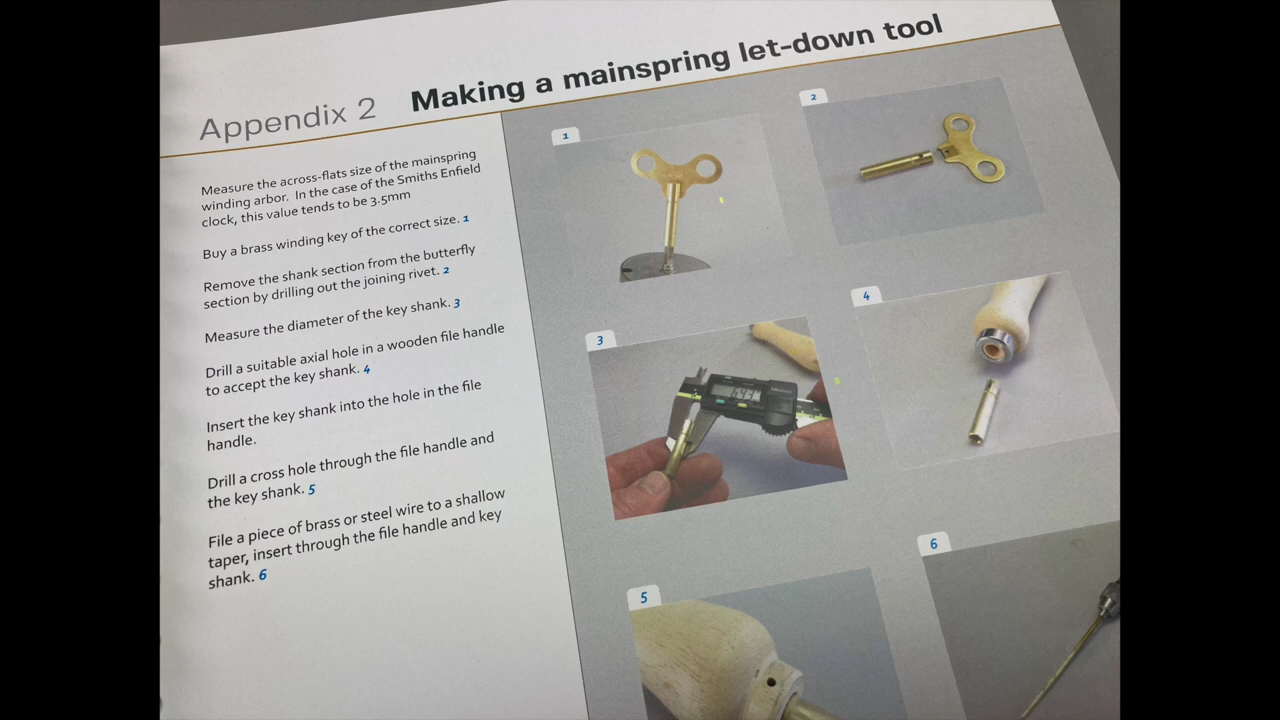 Appendix 2 Making a mainspring let-down tool
Measure the across-flats size of the mainspring
winding arbor. In the case of the Smiths Enfield
clock, this value tends to be 3.5mm
Buy a brass winding key of the correct size. 1
Remove the shank section from the butterfly
section by drilling out the joining rivet. 2
Measure the diameter of the key shank. 3
Drill a suitable axial hole in a wooden file handle
to accept the key shank. 4
Insert the key shank into the hole in the file
handle.
Drill a cross hole through the file handle and
the key shank. 5
File a piece of brass or steel wire to a shallow
taper, insert through the file handle and key
shank. 6
1
2
3
4
5
6